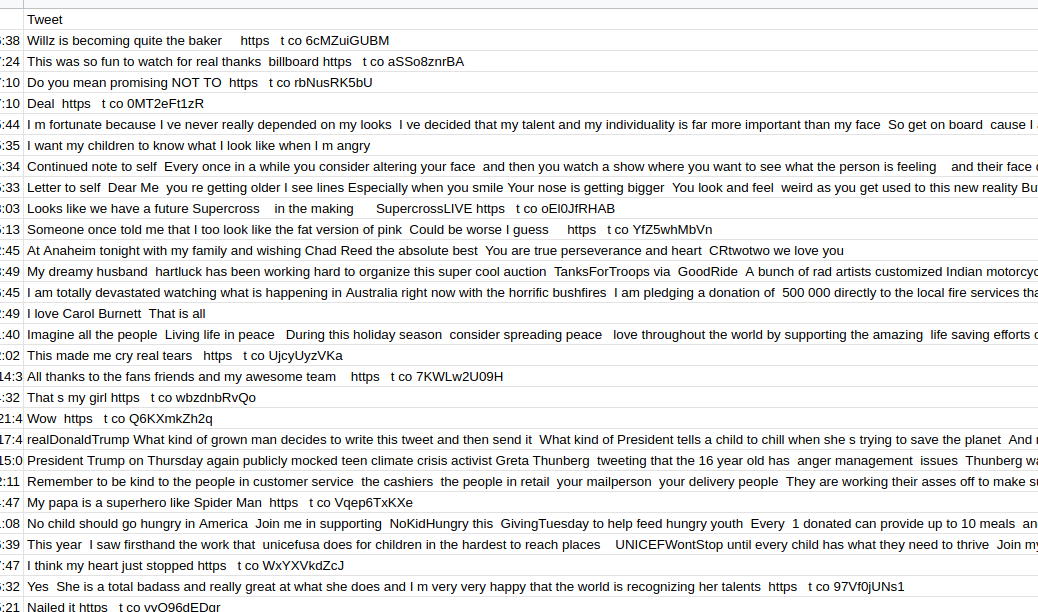 Tweet
:38 Willz is becoming quite the baker https t co 6cMZuiGUBM
:24 This was so fun to watch for real thanks billboard https t co aSSo8znrBA
:10 Do you mean promising NOT TO https t co rbNusRK5bU
:10 Deal https t co 0MT2eFt1zR
:44 I m fortunate because I ve never really depended on my looks I ve decided that my talent and my individuality is far more important than my face So get on board cause I
:35 I want my children to know what I look like when I m angry
:34 Continued note to self Every once in a while you consider altering your face and then you watch a show where you want to see what the person is feeling and their face
:33 Letter to self Dear Me you re getting older I see lines Especially when you smile Your nose is getting bigger You look and feel weird as you get used to this new reality Bu
:03 Looks like we have a future Supercross in the making SupercrossLIVE https t co oEl0JfRHAB
:13 Someone once told me that I too look like the fat version of pink Could be worse I guess https t co YfZ5whMbVn
:45 At Anaheim tonight with my family and wishing Chad Reed the absolute best You are true perseverance and heart CRtwotwo we love you
:49 My dreamy husband hartluck has been working hard to organize this super cool auction TanksForTroops via GoodRide A bunch of rad artists customized Indian motorcyc
:45 I am totally devastated watching what is happening in Australia right now with the horrific bushfires I am pledging a donation of 500 000 directly to the local fire services tha
:49 I love Carol Burnett That is all
:40 Imagine all the people Living life in peace During this holiday season consider spreading peace love throughout the world by supporting the amazing life saving efforts
:02 This made me cry real tears https t co UjcyUyzVKa
14:3 All thanks to the fans friends and my awesome team https t co 7KWLw2U09H
:32 That s my girl https t co wbzdnbRvQo
21:4 Wow https t co Q6KXmkZh2q
17:4 realDonaldTrump What kind of grown man decides to write this tweet and then send it What kind of President tells a child to chill when she s trying to save the planet And
15:0 President Trump on Thursday again publicly mocked teen climate crisis activist Greta Thunberg tweeting that the 16 year old has anger management issues Thunberg wa
:11 Remember to be kind to the people in customer service the cashiers the people in retail your mailperson your delivery people They are working their asses off to make su
:47 My papa is a superhero like Spider Man https t co Vqep6TxKXe
:08 No child should go hungry in America Join me in supporting NoKidHungry this GivingTuesday to help feed hungry youth Every 1 donated can provide up to 10 meals an
:39 This year I saw firsthand the work that unicefusa does for children in the hardest to reach places UNICEFWontStop until every child has what they need to thrive Join my
:47 I think my heart just stopped https t co WxYXVkdZcJ
:32 Yes She is a total badass and really great at what she does and I m very very happy that the world is recognizing her talents https t co 97Vf0jUNs1
:21 Nailed it https t co vvO96dEDgr